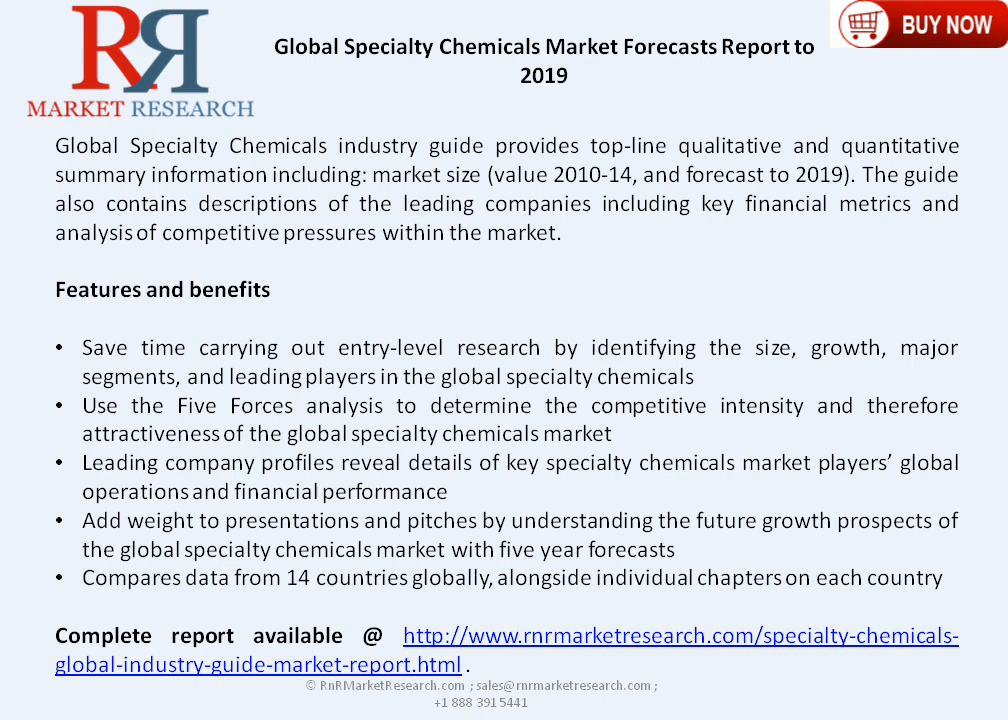 RR
MARKET RESEARCH
BUY NOW
Global Specialty Chemicals Market Forecasts Report to
2019
Global Specialty Chemicals industry guide provides top-line qualitative and quantitative
summary information including: market size (value 2010-14, and forecast to 2019). The guide
also contains descriptions of the leading companies including key financial metrics and
analysis of competitive pressures within the market.
Features and benefits
• Save time carrying out entry-level research by identifying the size, growth, major
segments, and leading players in the global specialty chemicals
• Use the Five Forces analysis to determine the competitive intensity and therefore
attractiveness of the global specialty chemicals market
• Leading company profiles reveal details of key specialty chemicals market players’ global
operations and financial performance
• Add weight to presentations and pitches by understanding the future growth prospects of
the global specialty chemicals market with five year forecasts
• Compares data from 14 countries globally, alongside individual chapters on each country
Complete report available @ http://www.rnrmarketresearch.com/specialty-chemicals-
global-industry-guide-market-report.html .
© RnRMarketResearch.com ; sales@rnrmarketresearch.com ;
+1 888 391 5441